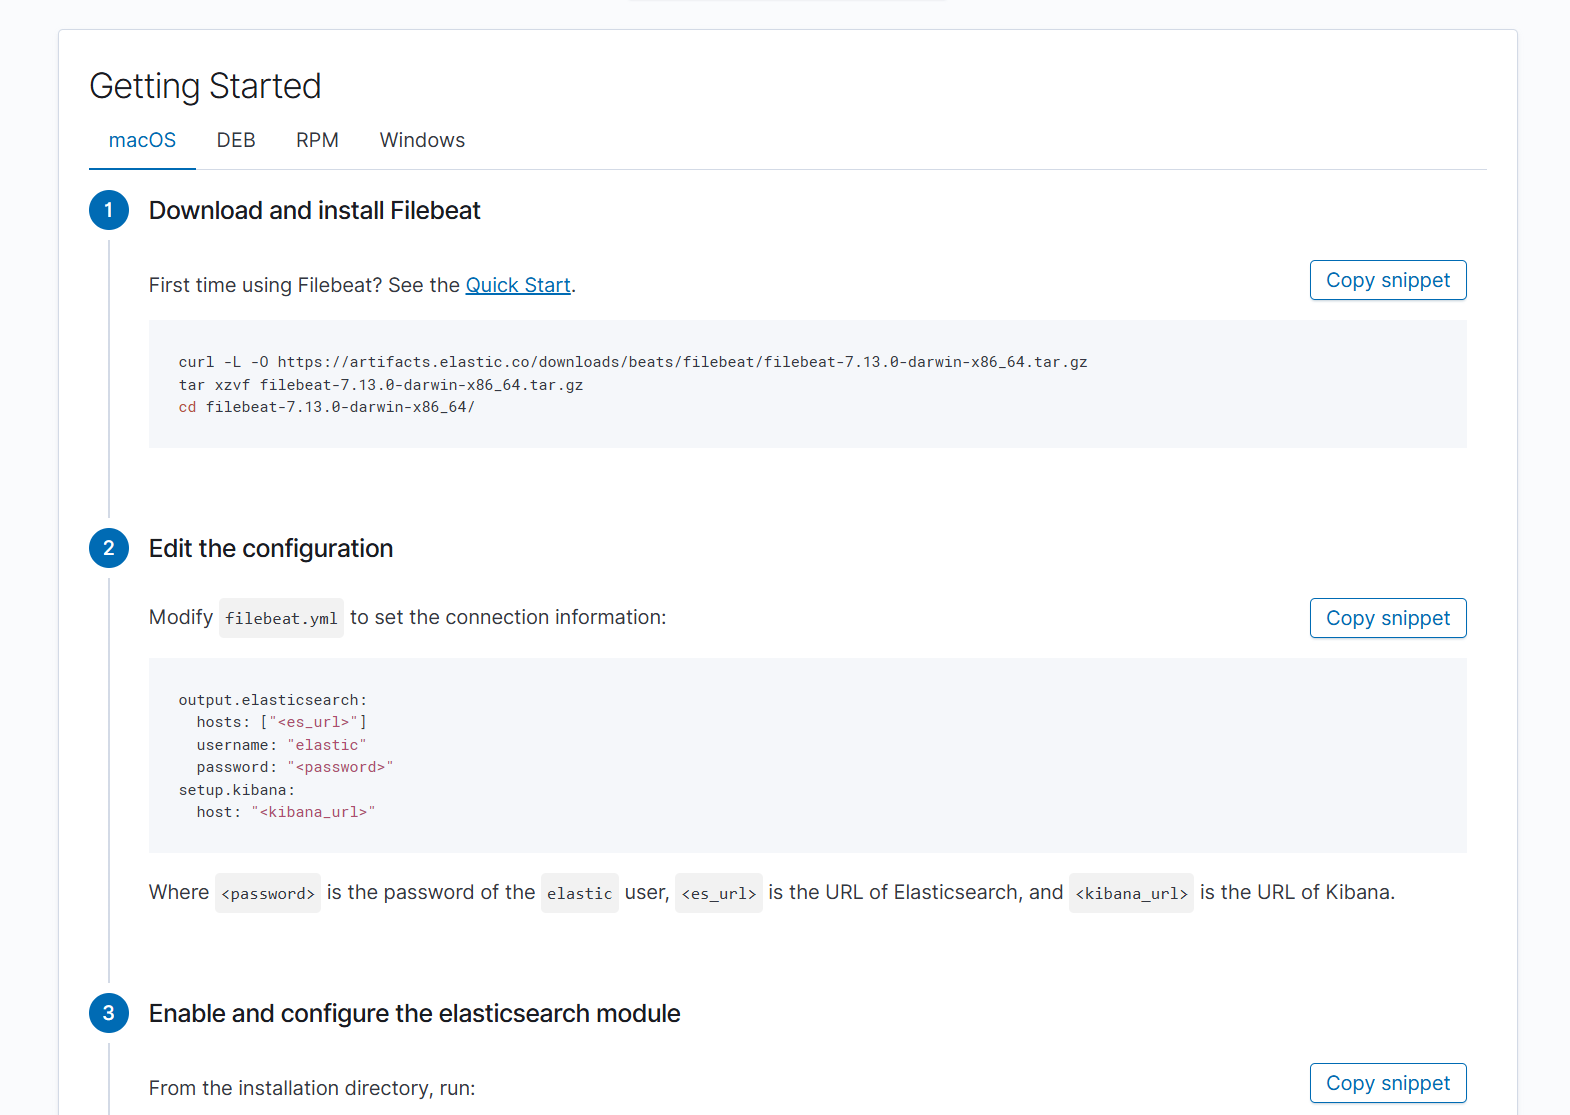 Getting Started
macOS DEB RPM Windows
1 Download and install Filebeat
First time using Filebeat? See the Quick Start.
Copy snippet
curl -L -O https://artifacts.elastic.co/downloads/beats/filebeat/filebeat-7.13.0-darwin-x86_64.tar.gz
tar xzvf filebeat-7.13.0-darwin-x86_64.tar.gz
cd filebeat-7.13.0-darwin-x86_64/
2 Edit the configuration
Modify filebeat.yml to set the connection information:
Copy snippet
output.elasticsearch:
  hosts: ["<es_url>"]
  username: "elastic"
  password: "<password>"
setup.kibana:
  host: "<kibana_url>"
Where <password> is the password of the elastic user, <es_url> is the URL of Elasticsearch, and <kibana_url> is the URL of Kibana.
3 Enable and configure the elasticsearch module
From the installation directory, run:
Copy snippet